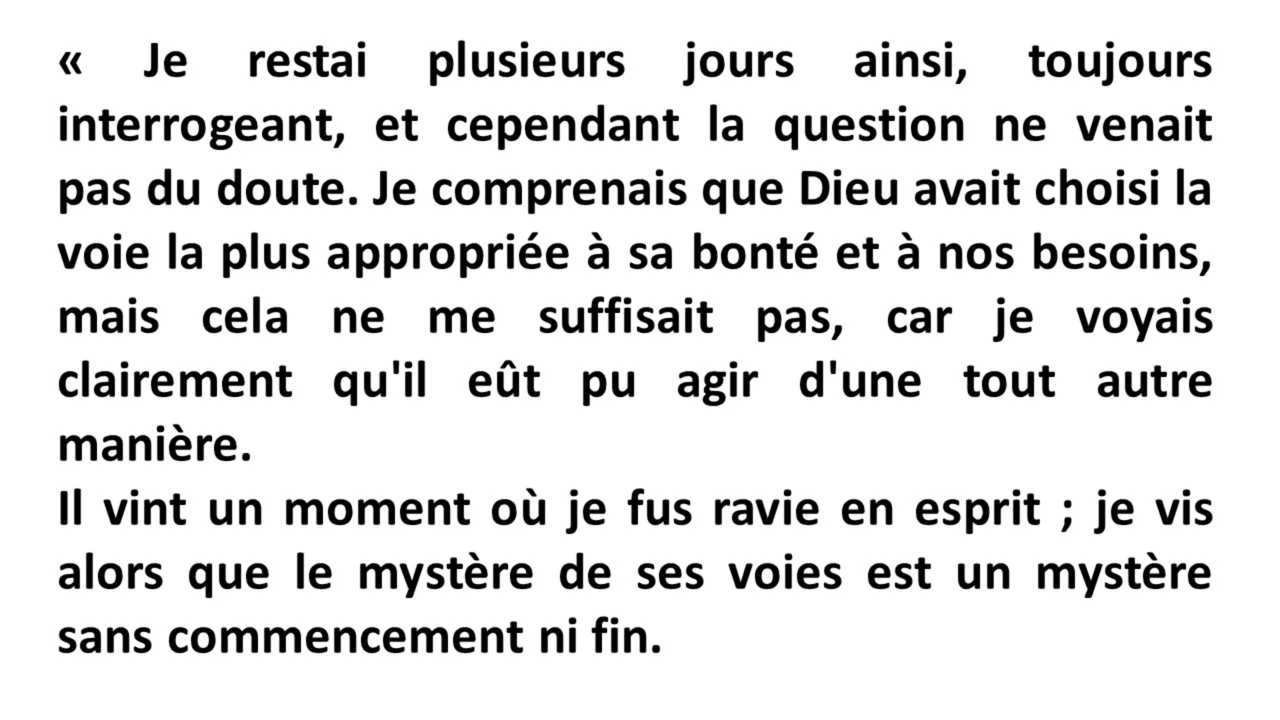 « Je restai plusieurs jours ainsi, toujours
interrogeant, et cependant la question ne venait
pas du doute. Je comprenais que Dieu avait choisi la
voie la plus appropriée à sa bonté et à nos besoins,
mais cela ne me suffisait pas, car je voyais
clairement qu'il eût pu agir d'une tout autre
manière.
Il vint un moment où je fus ravie en esprit ; je vis
alors que le mystère de ses voies est un mystère
sans commencement ni fin.